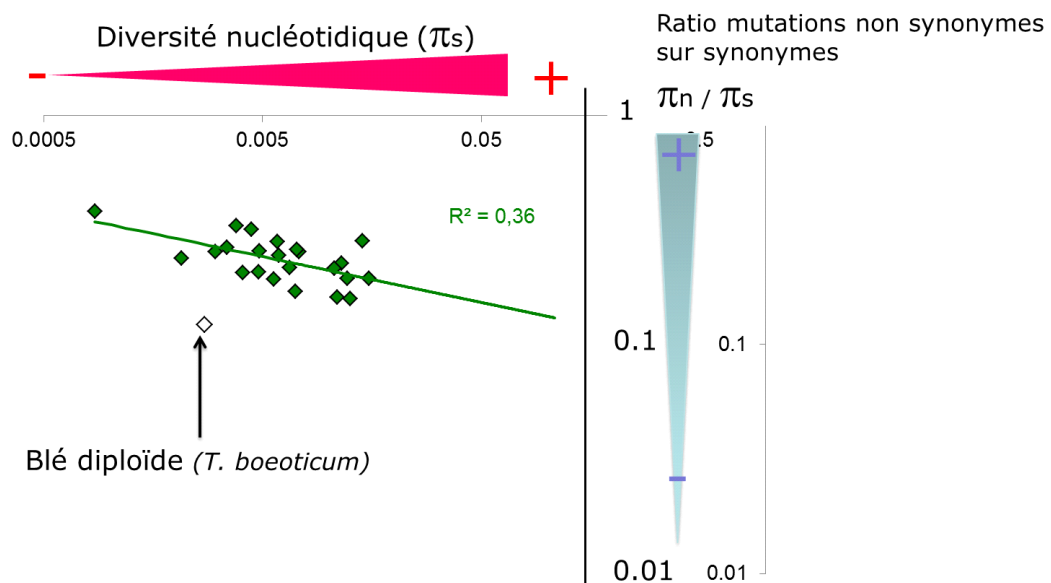 Diversité nucléotidique (πs)
- +
Ratio mutations non synonymes
sur synonymes
πn / πs
1
0.0005 0.005 0.05
+
.5
R² = 0,36
0.1
0.1
Blé diploïde (T. boeoticum)
-
0.01
0.01